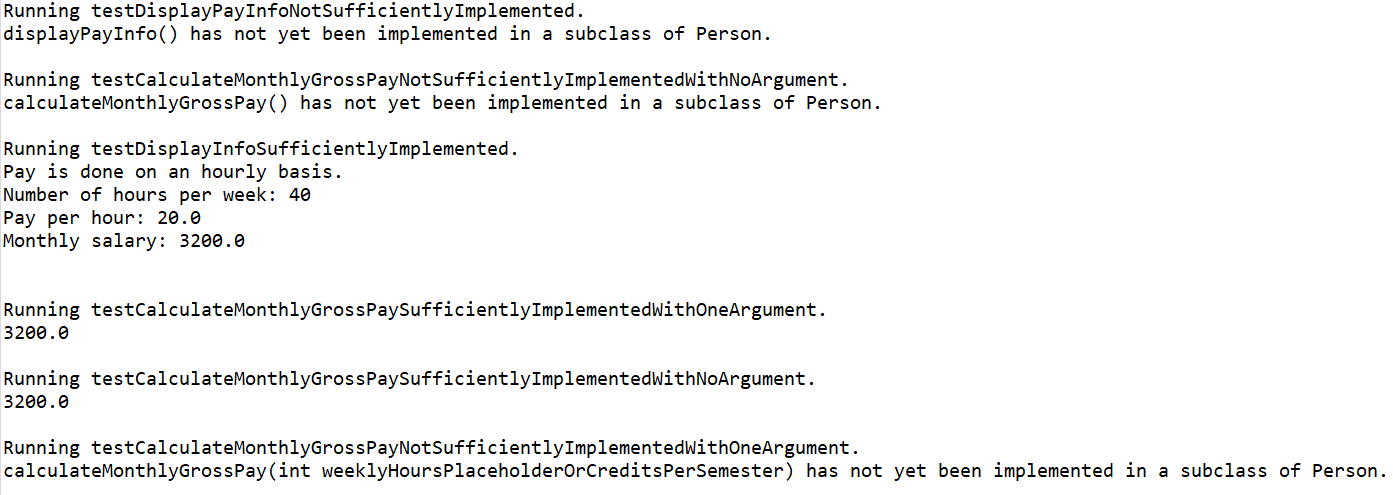 Running testDisplayPayInfoNotSufficientlyImplemented.
displayPayInfo() has not yet been implemented in a subclass of Person.
Running testCalculateMonthlyGrossPayNotSufficientlyImplementedWithNoArgument.
calculateMonthlyGrossPay() has not yet been implemented in a subclass of Person.
Running testDisplayInfoSufficientlyImplemented.
Pay is done on an hourly basis.
Number of hours per week: 40
Pay per hour: 20.0
Monthly salary: 3200.0
Running testCalculateMonthlyGrossPaySufficientlyImplementedWithOneArgument.
3200.0
Running testCalculateMonthlyGrossPaySufficientlyImplementedWithNoArgument.
3200.0
Running testCalculateMonthlyGrossPayNotSufficientlyImplementedWithOneArgument.
calculateMonthlyGrossPay(int weeklyHoursPlaceholderOrCreditsPerSemester) has not yet been implemented in a subclass of Person.